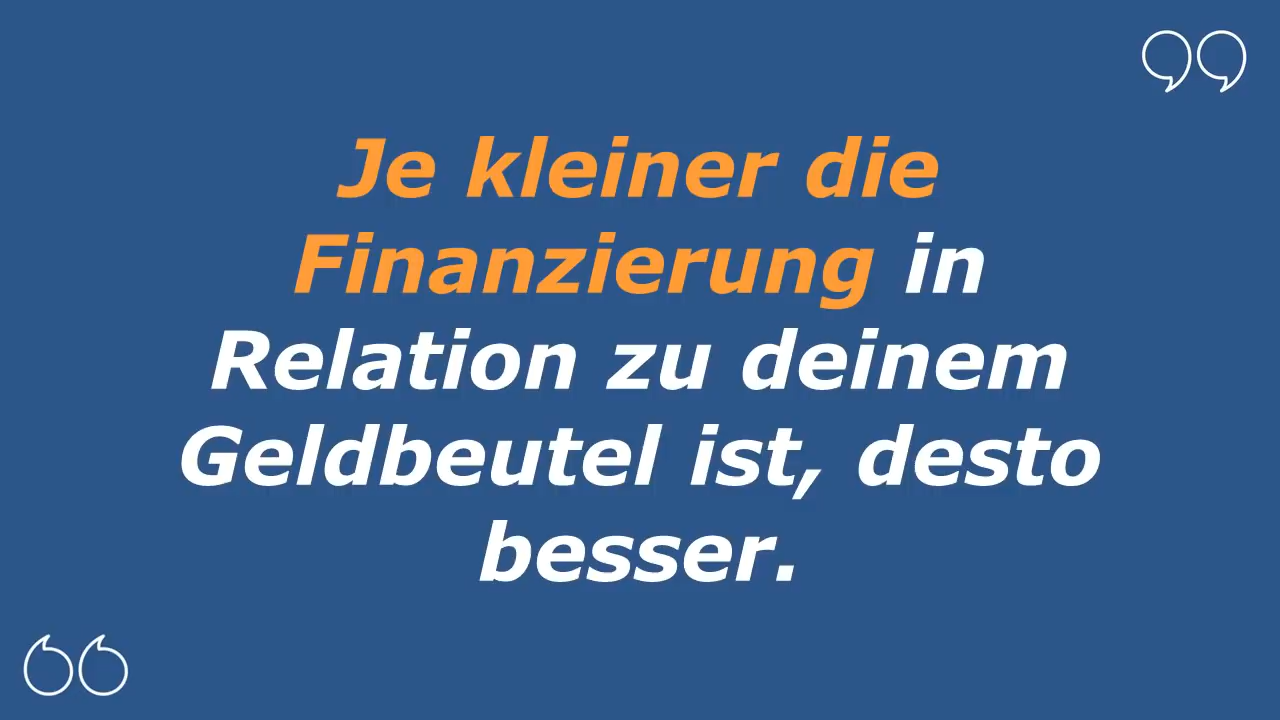 Je kleiner die
Finanzierung in
Relation zu deinem
Geldbeutel ist, desto
besser.